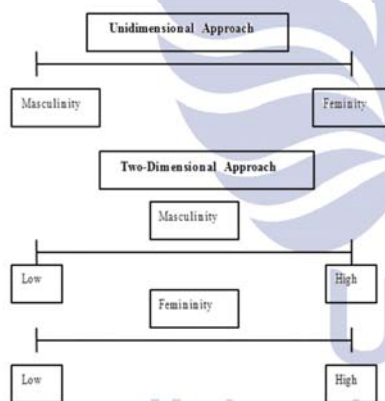 Unidimensional Approach
Masculinity Feminity
Two-Dimensional Approach
Masculinity
Low High
Femininity
Low High